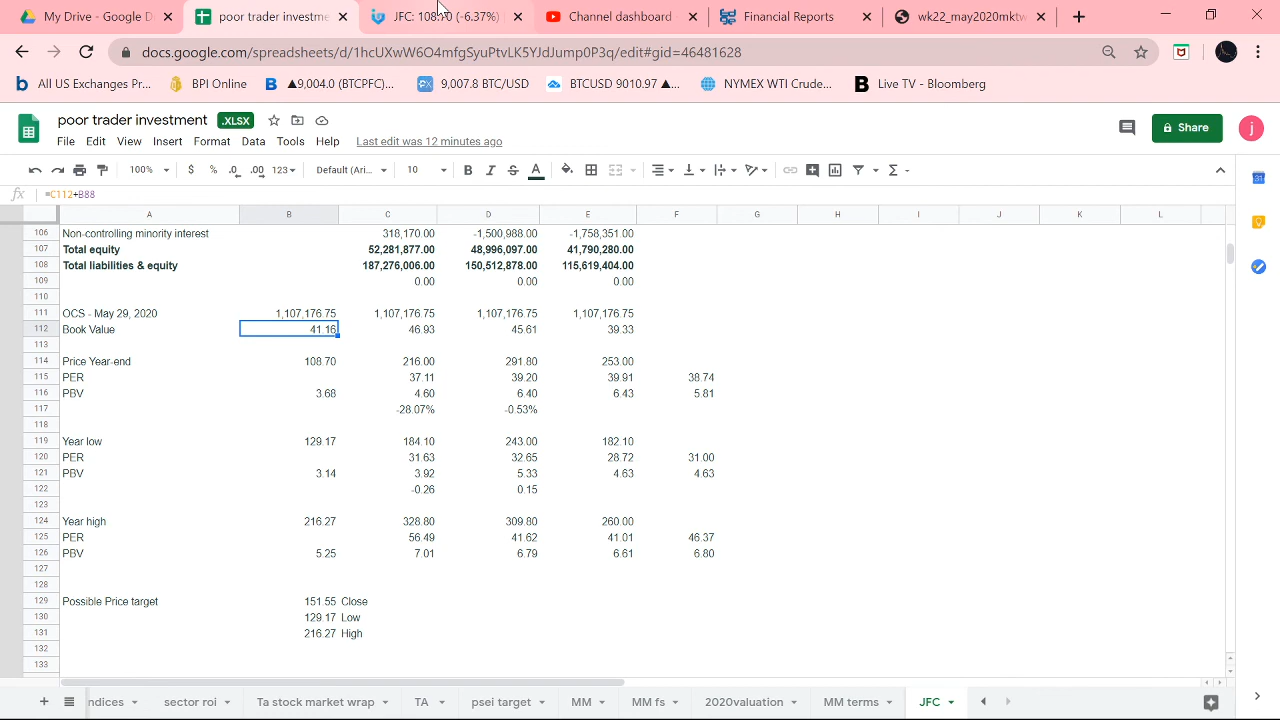 My Drive - Google D
poor trader investme
JFC: 108.
(-3.37%)
Channel dashboard
Financial Reports
wk22_may2020mktw
docs.google.com/spreadsheets/d/1hcUXwW6O4mfgSvuPtvLK5YJdJump0P3q/edit#gid=46481628
All US Exchanges Pr...
BPI Online
▲9,004.0 (BTCPFC)...
9,007.8 BTC/USD
BTCUSD 9010.97 ▲...
NYMEX WTI Crude...
Live TV - Bloomberg
poor trader investment .XLSX
Share
j
File Edit View Insert Format Data Tools Help Last edit was 12 minutes ago
100% $ % .0 .00 123 Default (Ari... 10 B I S A
31
fx =C112+B88
A B C D E F G H I J K L
106 Non-controlling minority interest 318,170.00 -1,500,988.00 -1,758,351.00
107 Total equity 52,281,877.00 48,996,097.00 41,790,280.00
108 Total liabilities & equity 187,276,006.00 150,512,878.00 115,619,404.00
109 0.00 0.00 0.00
110
111 OCS - May 29, 2020 1,107,176.75 1,107,176.75 1,107,176.75 1,107,176.75
112 Book Value 41.16 46.93 45.61 39.33
113
114 Price Year-end 108.70 216.00 291.80 253.00
115 PER 37.11 39.20 39.91 38.74
116 PBV 3.68 4.60 6.40 6.43 5.81
117 -28.07% -0.53%
118
119 Year low 129.17 184.10 243.00 182.10
120 PER 31.63 32.65 28.72 31.00
121 PBV 3.14 3.92 5.33 4.63 4.63
122 -0.26 0.15
123
124 Year high 216.27 328.80 309.80 260.00
125 PER 56.49 41.62 41.01 46.37
126 PBV 5.25 7.01 6.79 6.61 6.80
127
128
129 Possible Price target 151.55 Close
130 129.17 Low
131 216.27 High
132
133
ndices sector roi Ta stock market wrap TA psei target MM MM fs 2020valuation MM terms JFC